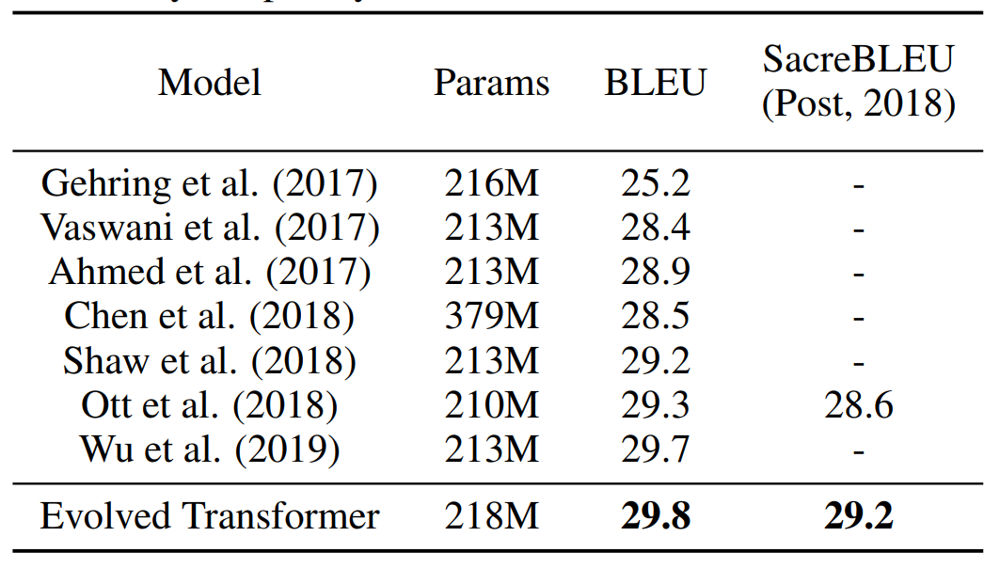 Model Params BLEU SacreBLEU (Post, 2018)
Gehring et al. (2017) 216M 25.2 -
Vaswani et al. (2017) 213M 28.4 -
Ahmed et al. (2017) 213M 28.9 -
Chen et al. (2018) 379M 28.5 -
Shaw et al. (2018) 213M 29.2 -
Ott et al. (2018) 210M 29.3 28.6
Wu et al. (2019) 213M 29.7 -
Evolved Transformer 218M 29.8 29.2